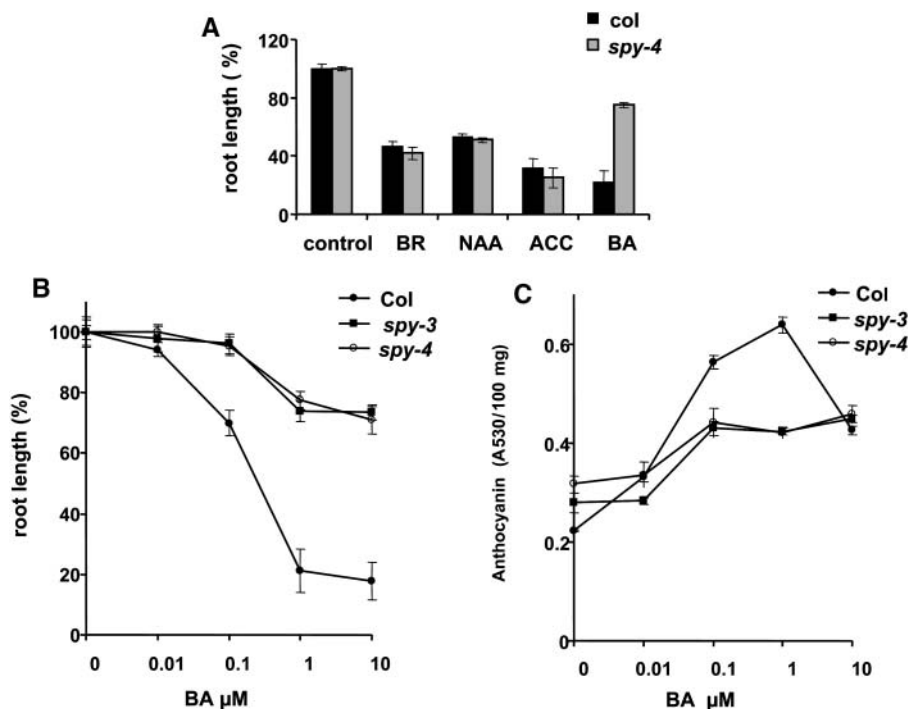 A
col
spy-4
root length ( %)
120
80
40
0
control BR NAA ACC BA
B
Col
spy-3
spy-4
root length (%)
100
80
60
40
20
0
0 0.01 0.1 1 10
BA µM
C
Col
spy-3
spy-4
Anthocyanin (A530/100 mg)
0.6
0.4
0.2
0
0 0.01 0.1 1 10
BA µM